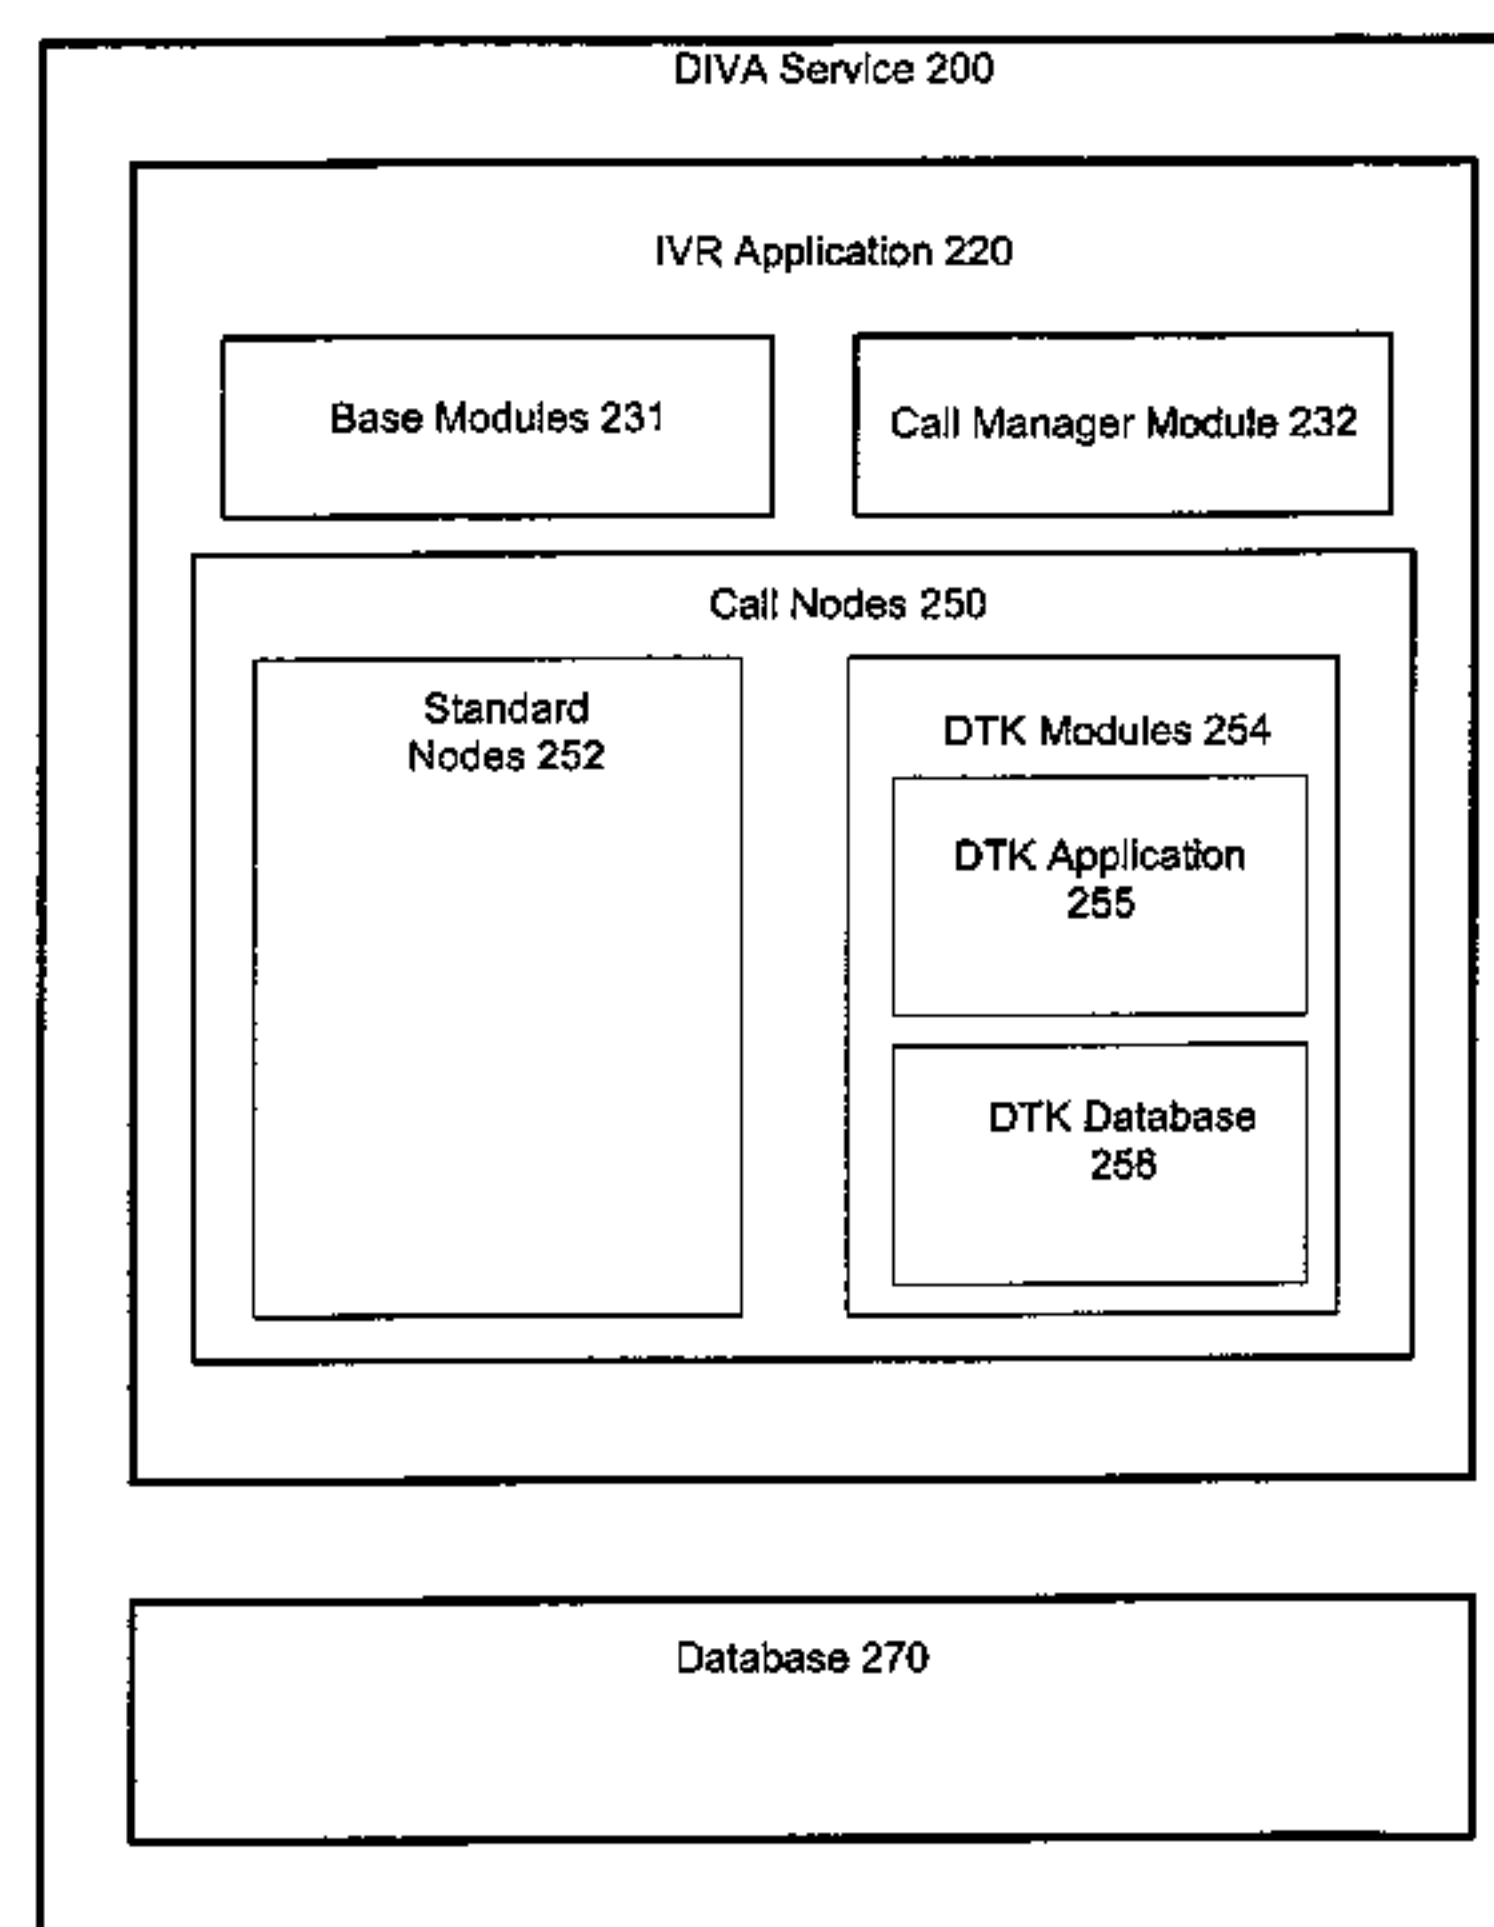 DIVA Service 200
IVR Application 220
Base Modules 231
Call Manager Module 232
Call Nodes 250
Standard
Nodes 252
DTK Modules 254
DTK Application
255
DTK Database
256
Database 270